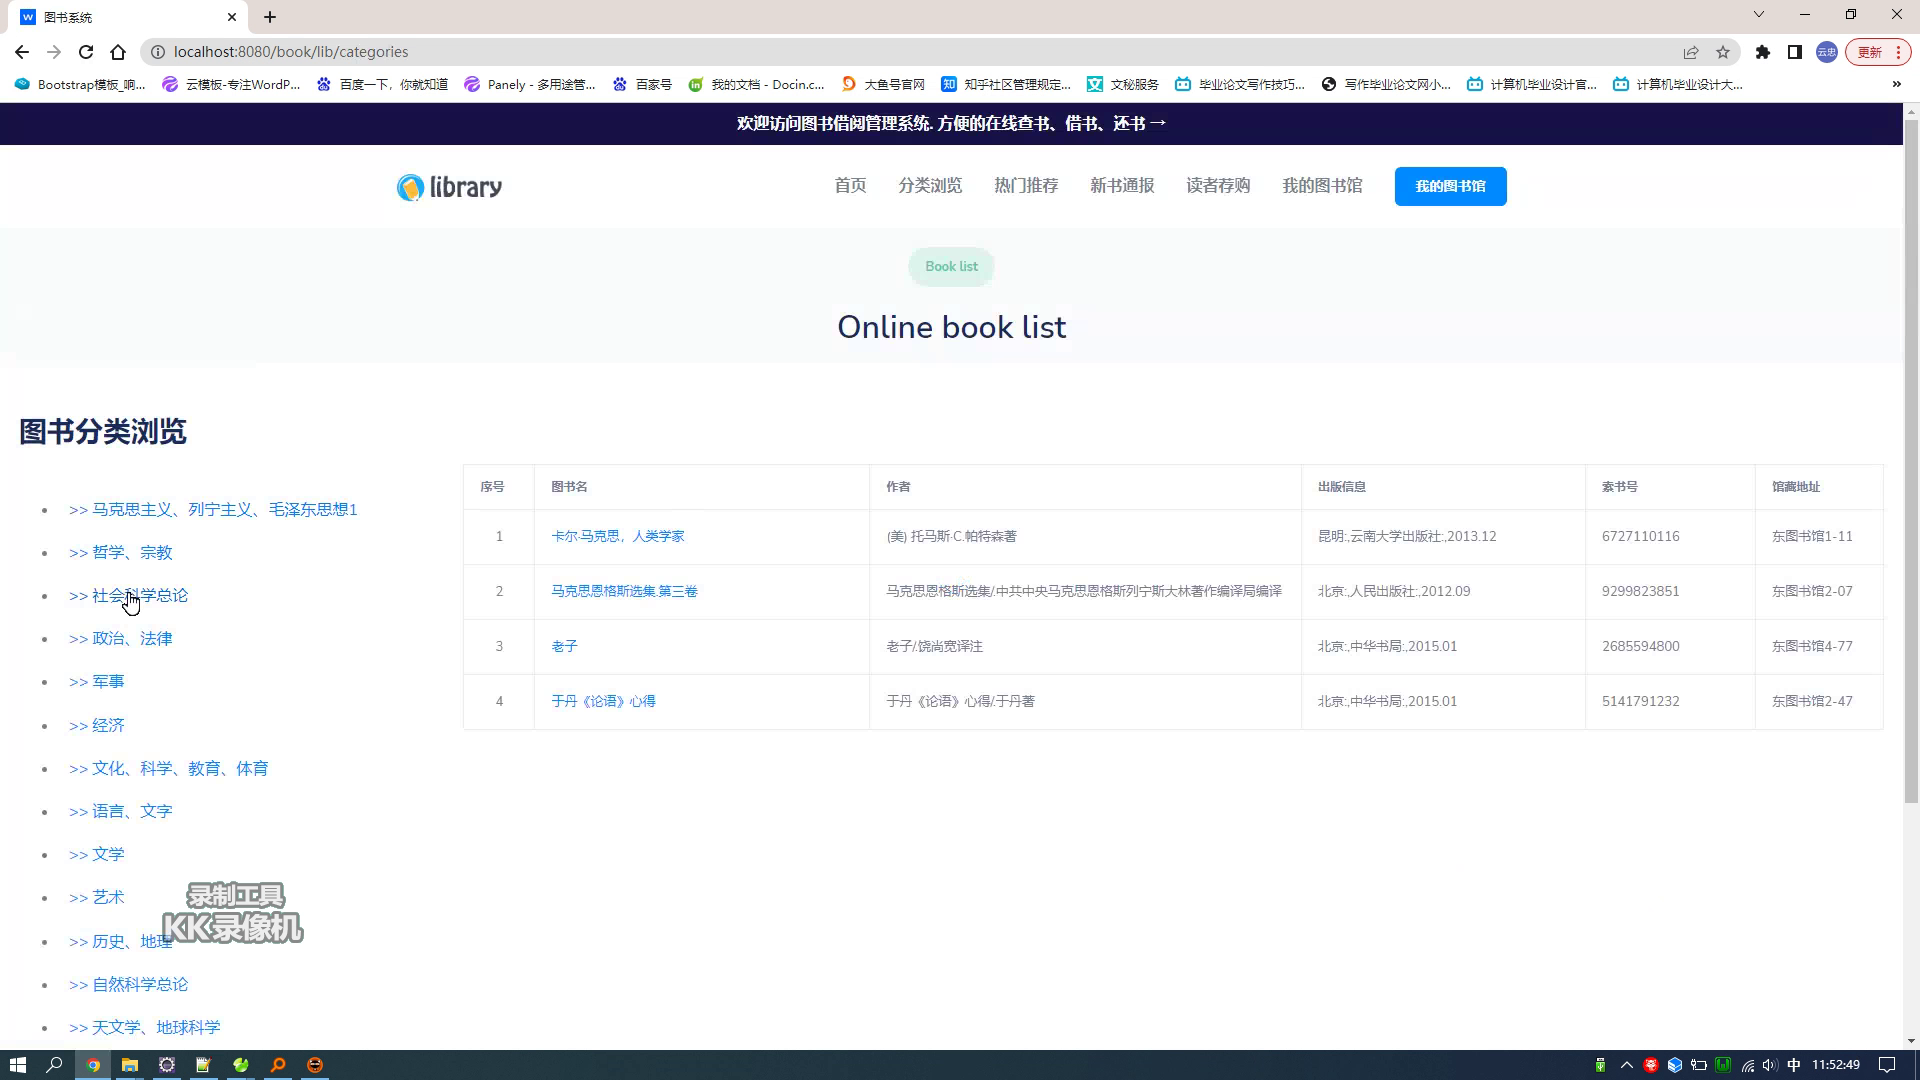 图书系统
localhost:8080/book/lib/categories
云忠
更新
Bootstrap模板_响...
云模板-专注WordP...
百度一下，你就知道
Panely - 多用途管...
百家号
我的文档 - Docin.c...
大鱼号官网
知乎社区管理规定...
文秘服务
毕业论文写作技巧...
写作毕业论文网小...
计算机毕业设计官...
计算机毕业设计大...
欢迎访问图书借阅管理系统. 方便的在线查书、借书、还书 →
library
首页 分类浏览 热门推荐 新书通报 读者荐购 我的图书馆 我的图书馆
Book list
Online book list
图书分类浏览
>> 马克思主义、列宁主义、毛泽东思想1
>> 哲学、宗教
>> 社会科学总论
>> 政治、法律
>> 军事
>> 经济
>> 文化、科学、教育、体育
>> 语言、文字
>> 文学
>> 艺术
>> 历史、地理
>> 自然科学总论
>> 天文学、地球科学
序号 图书名 作者 出版信息 索书号 馆藏地址
1 卡尔·马克思，人类学家 (美) 托马斯·C.帕特森著 昆明:,云南大学出版社:,2013.12 6727110116 东图书馆1-11
2 马克思恩格斯选集.第三卷 马克思恩格斯选集/.中共中央马克思恩格斯列宁斯大林著作编译局编译 北京:,人民出版社:,2012.09 9299823851 东图书馆2-07
3 老子 老子/.饶尚宽译注 北京:,中华书局:,2015.01 2685594800 东图书馆4-77
4 于丹《论语》心得 于丹《论语》心得/.于丹著 北京:,中华书局:,2015.01 5141791232 东图书馆2-47
录制工具
KK录像机
中 11:52:49